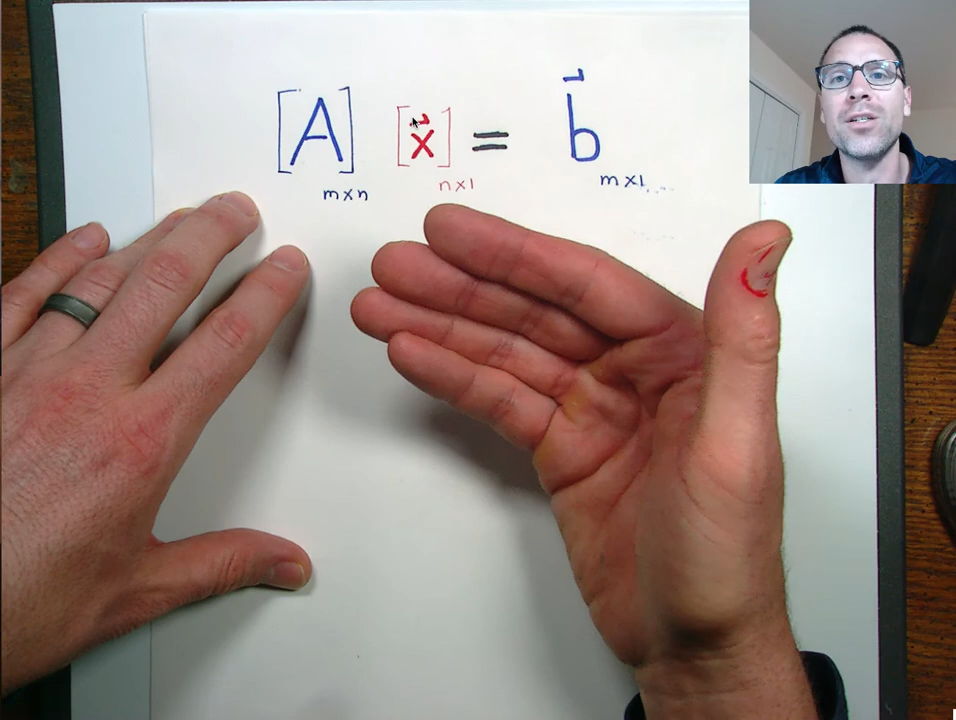 [A] [x⃗] = b⃗
m×n n×1 m×1